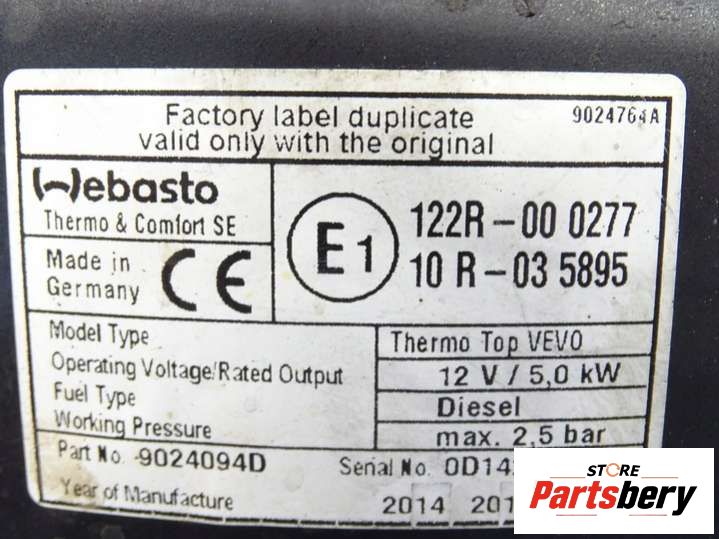 Factory label duplicate
valid only with the original
9024764A
Webasto
Thermo & Comfort SE
Made in
Germany
CE
E1
122R-00 0277
10 R-03 5895
Model Type
Thermo Top VEVO
Operating Voltage/Rated Output
12 V / 5,0 kW
Fuel Type
Diesel
Working Pressure
max. 2,5 bar
Part No. 9024094D
Serial No. 0D14
Year of Manufacture
2014 201
STORE
Partsbery